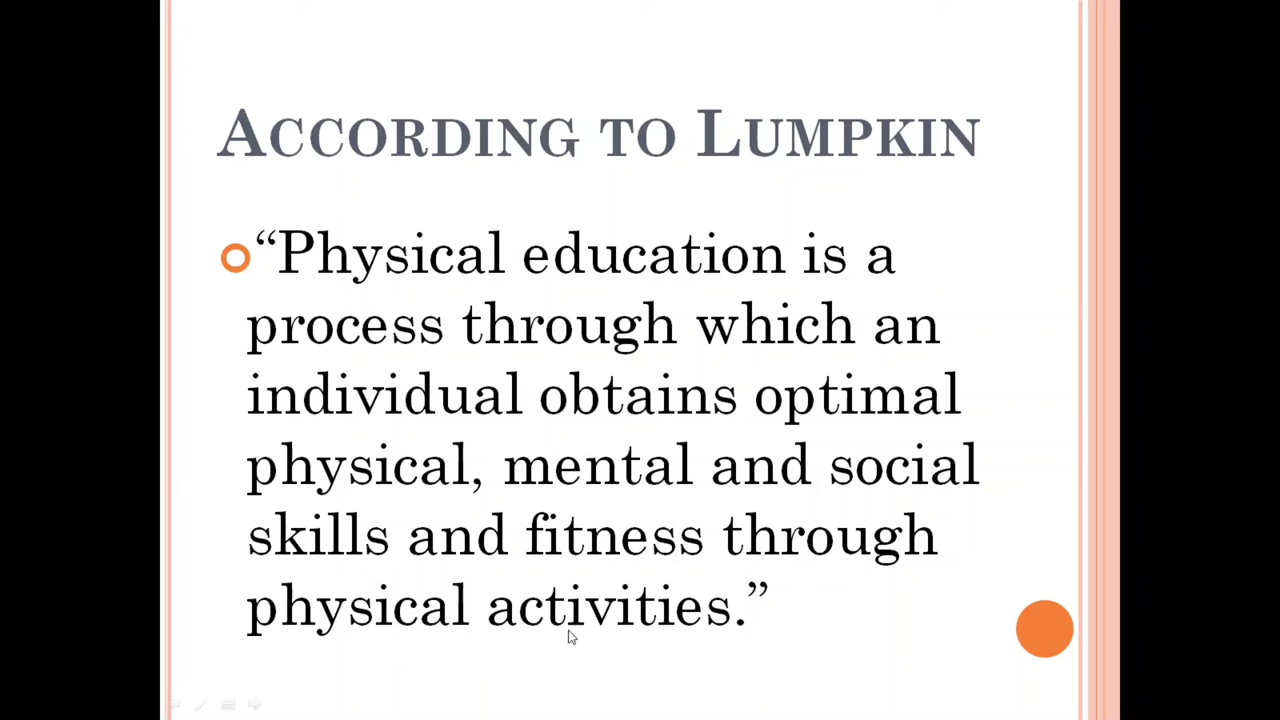 ACCORDING TO LUMPKIN
“Physical education is a
process through which an
individual obtains optimal
physical, mental and social
skills and fitness through
physical activities.”